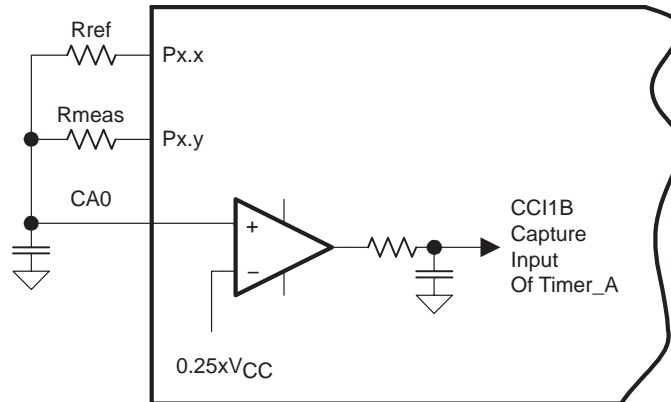 Rref
Px.x
Rmeas
Px.y
CA0
+
−
CCI1B
Capture
Input
Of Timer_A
0.25xVCC